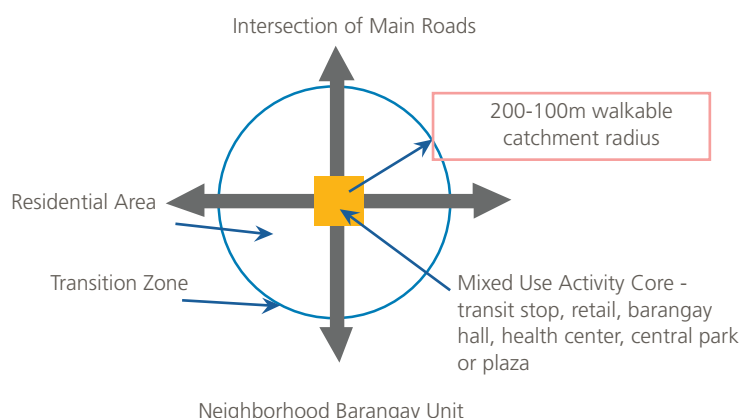 Intersection of Main Roads
200-100m walkable
catchment radius
Residential Area
Transition Zone
Mixed Use Activity Core -
transit stop, retail, barangay
hall, health center, central park
or plaza
Neighborhood Barangay Unit